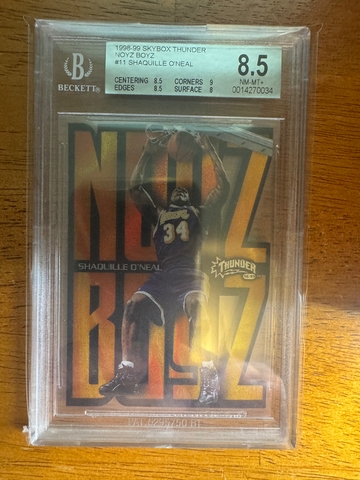 1998-99 SKYBOX THUNDER
NOYZ BOYZ
#11 SHAQUILLE O'NEAL
B
BECKETT
CENTERING 8.5 CORNERS 9
EDGES 8.5 SURFACE 8
8.5
NM-MT+
0014270034
NOYZ
34
SHAQUILLE O'NEAL
THUNDER
BOYZ